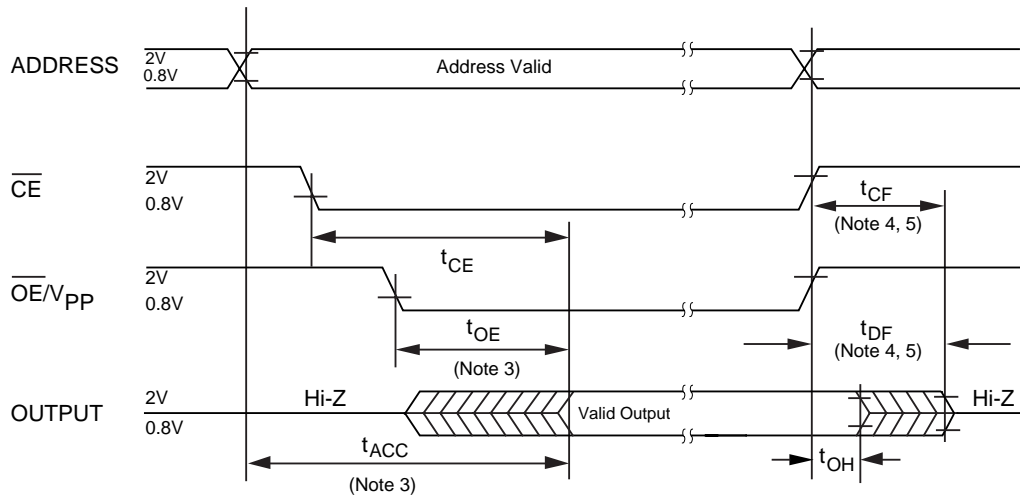 ADDRESS
2V
0.8V
Address Valid
CE
2V
0.8V
tCF
(Note 4, 5)
tCE
OE/VPP
2V
0.8V
tOE
(Note 3)
tDF
(Note 4, 5)
OUTPUT
2V
0.8V
Hi-Z
Valid Output
Hi-Z
tACC
(Note 3)
tOH